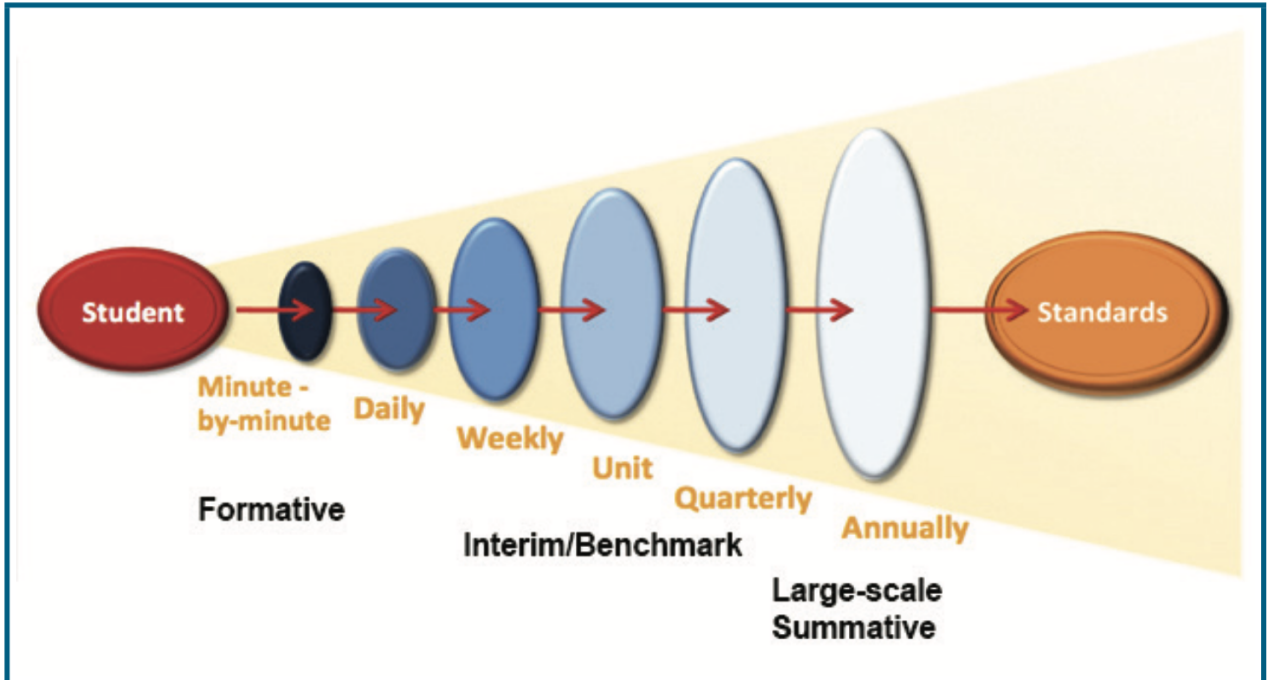 Student
Standards
Minute -
by-minute
Daily
Weekly
Unit
Quarterly
Annually
Formative
Interim/Benchmark
Large-scale
Summative